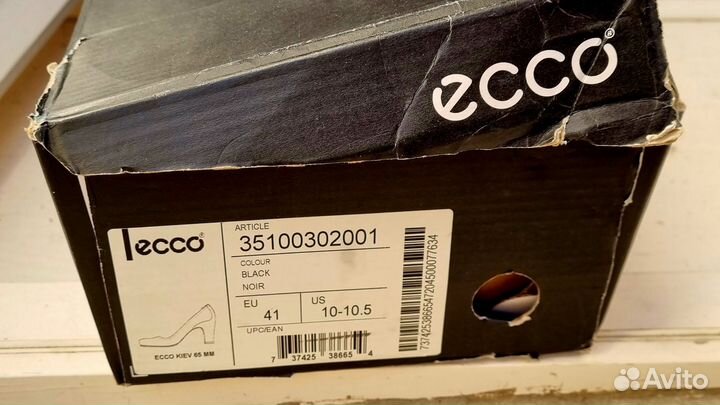 ecco®
ecco®
ARTICLE
35100302001
COLOUR
BLACK
NOIR
EU
41
US
10-10.5
UPC/EAN
7 37425 38665 4
ECCO KIEV 65 MM
7374253866547204500077634
Avito